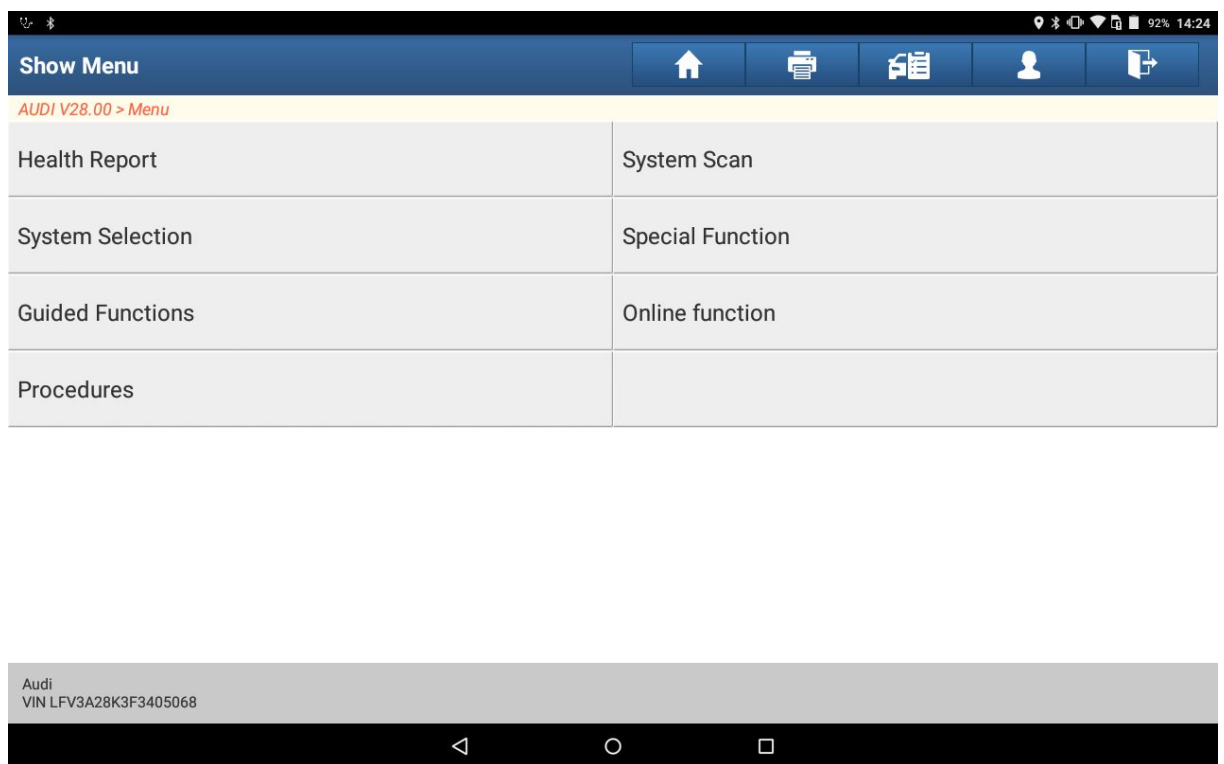 92% 14:24
Show Menu
AUDI V28.00 > Menu
Health Report
System Scan
System Selection
Special Function
Guided Functions
Online function
Procedures
Audi
VIN LFV3A28K3F3405068